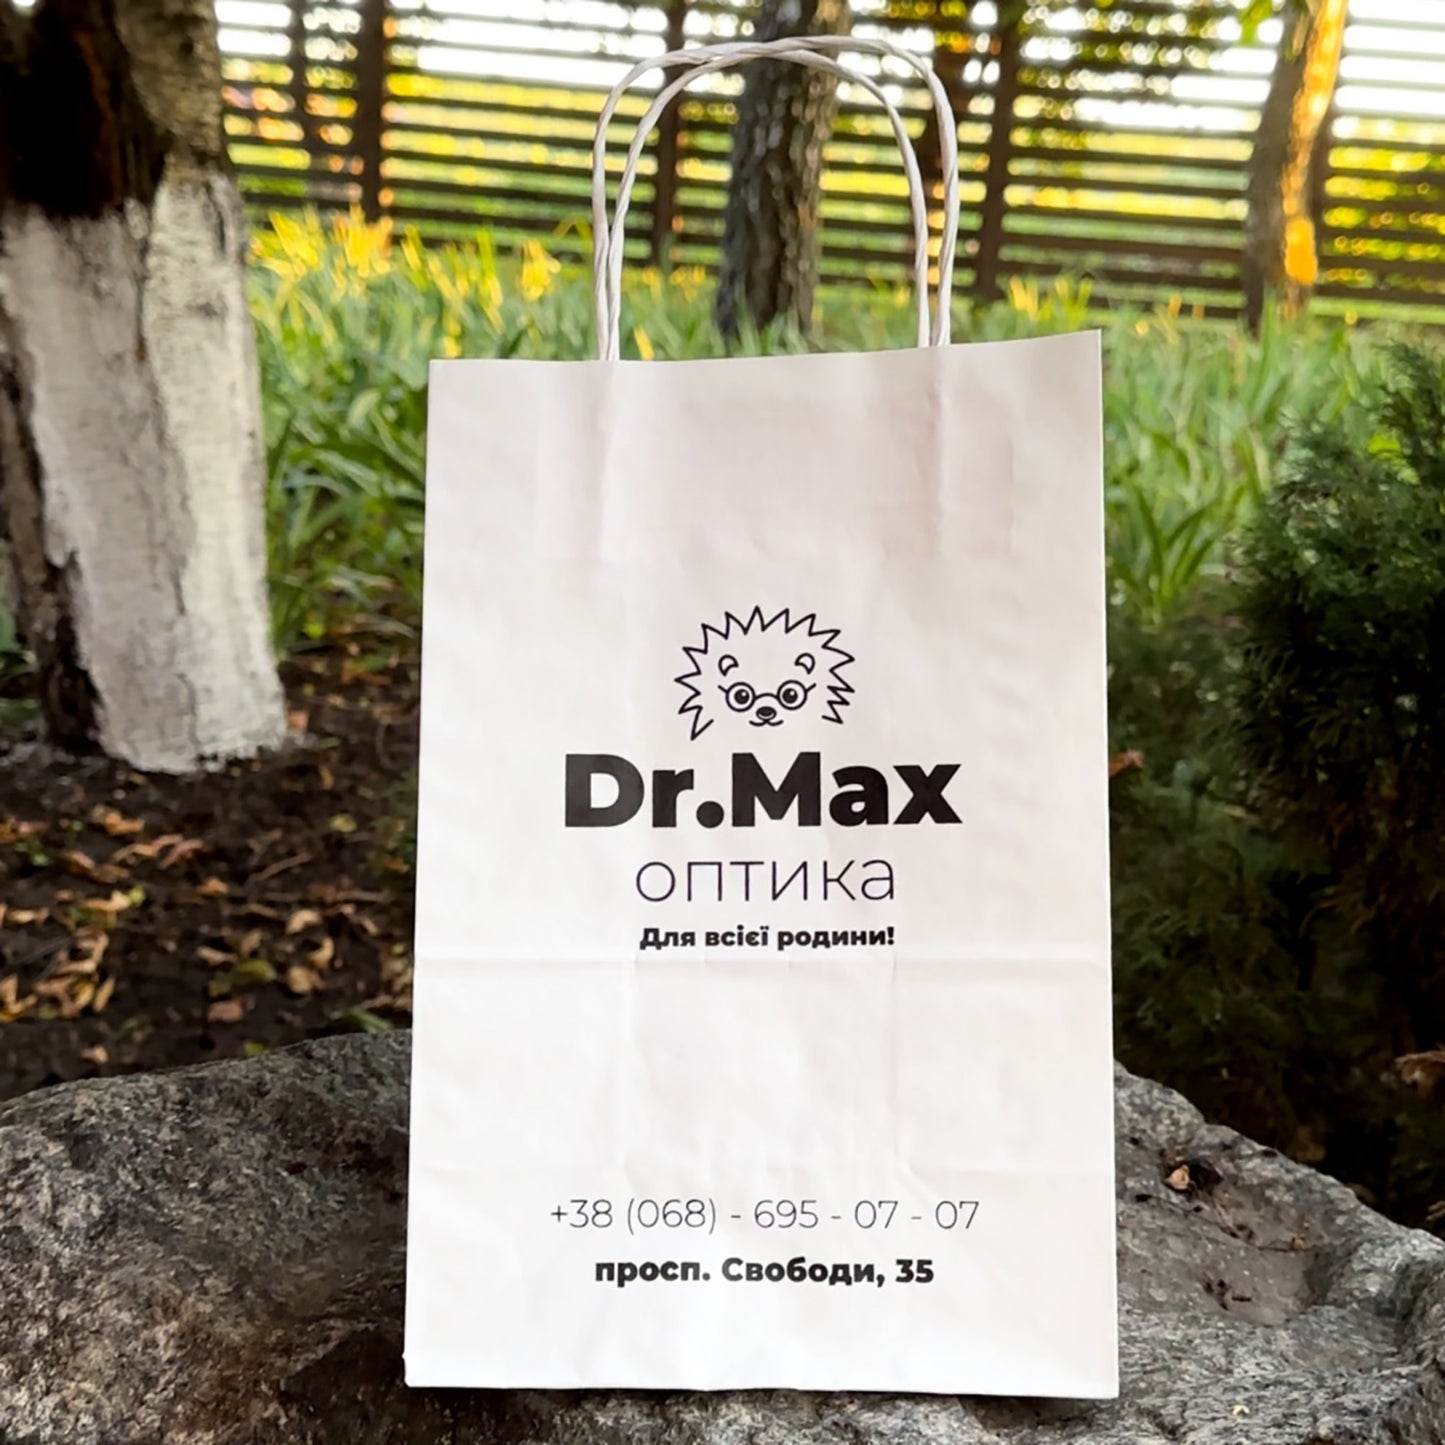 Dr.Max
оптика
Для всієї родини!
+38 (068) - 695 - 07 - 07
просп. Свободи, 35